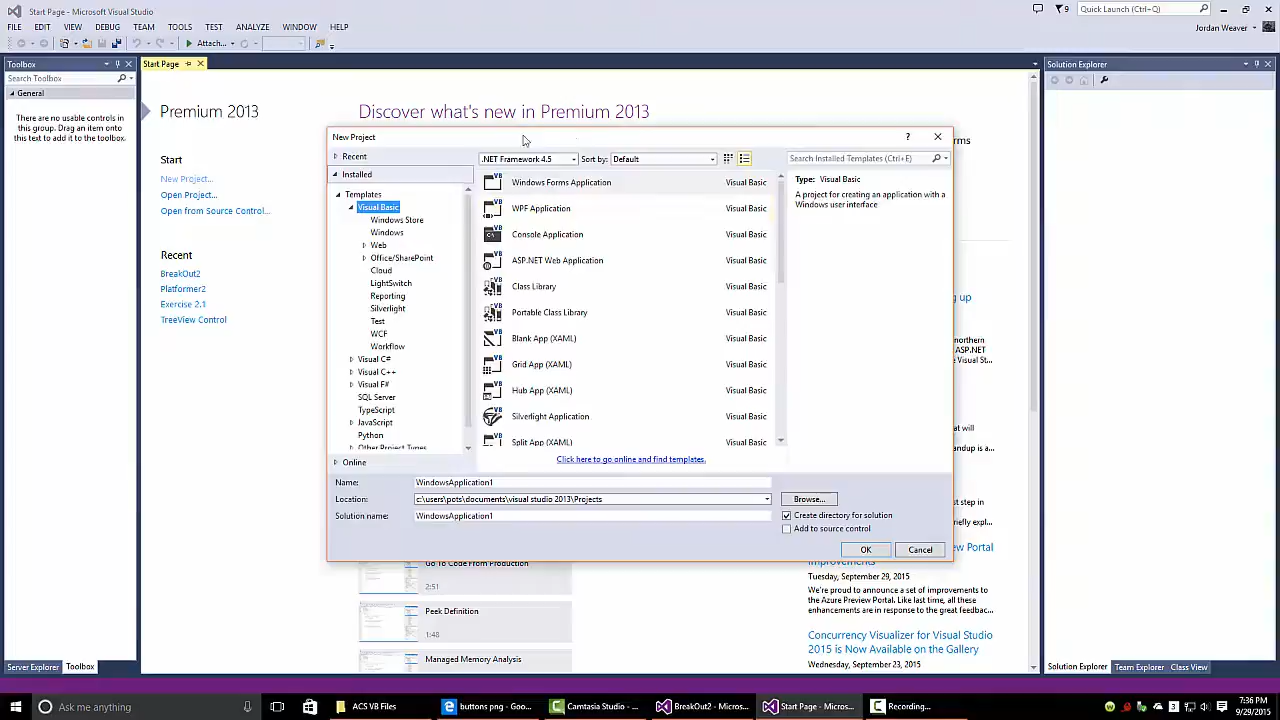 Start Page - Microsoft Visual Studio
9
Quick Launch (Ctrl+Q)
FILE EDIT VIEW DEBUG TEAM TOOLS TEST ANALYZE WINDOW HELP
Jordan Weaver
Attach...
Toolbox
Start Page
Solution Explorer
Search Toolbox
General
There are no usable controls in
this group. Drag an item onto
this text to add it to the toolbox.
Premium 2013
Discover what's new in Premium 2013
Start
New Project...
Open Project...
Open from Source Control...
Recent
BreakOut2
Platformer2
Exercise 2.1
TreeView Control
New Project
Recent
.NET Framework 4.5
Sort by:
Default
Search Installed Templates (Ctrl+E)
Installed
Templates
Visual Basic
Windows Store
Windows
Web
Office/SharePoint
Cloud
LightSwitch
Reporting
Silverlight
Test
WCF
Workflow
Visual C#
Visual C++
Visual F#
SQL Server
TypeScript
JavaScript
Python
Other Project Types
Online
Windows Forms Application Visual Basic
WPF Application Visual Basic
Console Application Visual Basic
ASP.NET Web Application Visual Basic
Class Library Visual Basic
Portable Class Library Visual Basic
Blank App (XAML) Visual Basic
Grid App (XAML) Visual Basic
Hub App (XAML) Visual Basic
Silverlight Application Visual Basic
Split App (XAML) Visual Basic
Click here to go online and find templates.
Type: Visual Basic
A project for creating an application with a
Windows user interface
Name: WindowsApplication1
Location: c:\users\pots\documents\visual studio 2013\Projects
Browse...
Solution name: WindowsApplication1
Create directory for solution
Add to source control
OK
Cancel
Go To Code From Production
2:51
Peek Definition
1:48
Managed Memory Analysis
Tuesday, September 29, 2015
We're proud to announce a set of improvements to
the Azure Preview Portal. Like last time, all these
enhancements are in response to the great feedbac...
Concurrency Visualizer for Visual Studio
2015 is Now Available on the Gallery
Wednesday, September 9, 2015
Server Explorer Toolbox
Solution Explorer Team Explorer Class View
Ask me anything
ACS VB Files
buttons png - Googl...
Camtasia Studio - ...
BreakOut2 - Micros...
Start Page - Micros...
Recording...
7:36 PM
9/29/2015